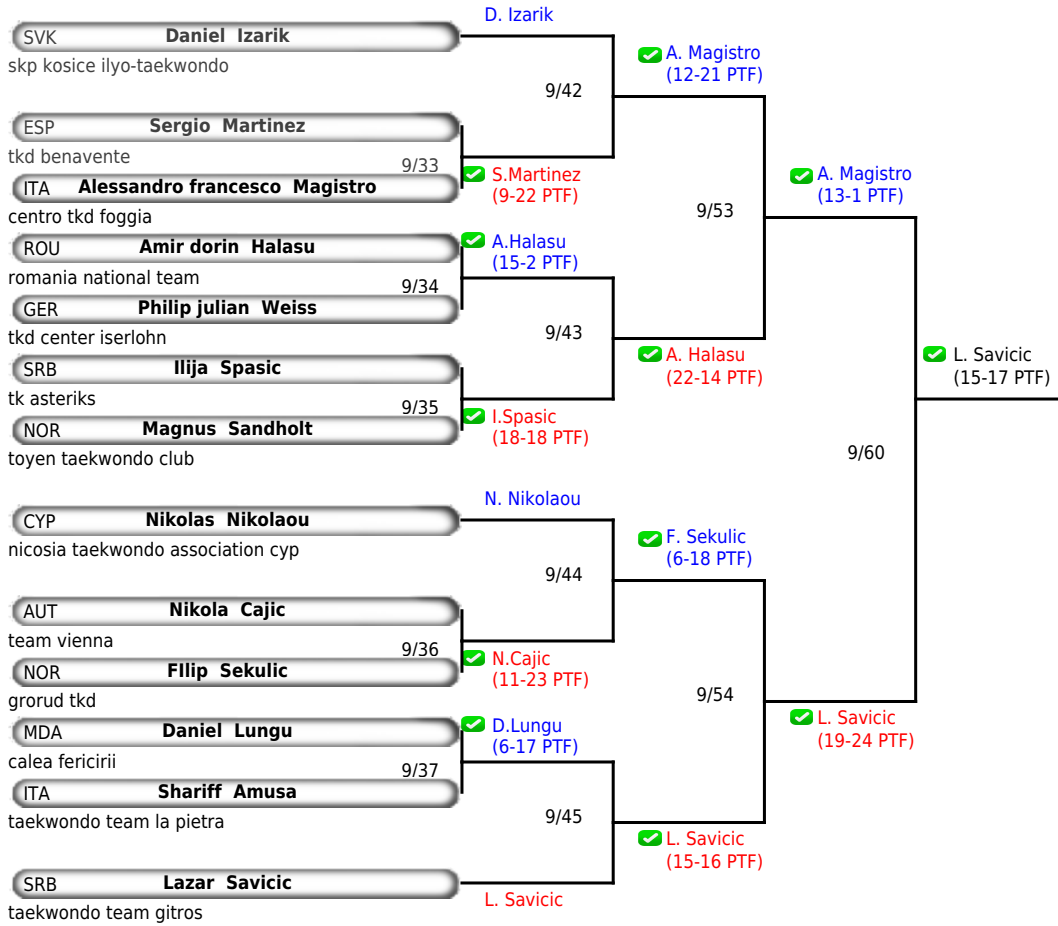 D. Izarik
SVK Daniel Izarik
skp kosice ilyo-taekwondo
A. Magistro
(12-21 PTF)
9/42
ESP Sergio Martinez
tkd benavente
9/33
S.Martinez
(9-22 PTF)
A. Magistro
(13-1 PTF)
ITA Alessandro francesco Magistro
centro tkd foggia
9/53
ROU Amir dorin Halasu
romania national team
A.Halasu
(15-2 PTF)
9/34
GER Philip julian Weiss
tkd center iserlohn
9/43
SRB Ilija Spasic
tk asteriks
A. Halasu
(22-14 PTF)
L. Savicic
(15-17 PTF)
9/35
NOR Magnus Sandholt
toyen taekwondo club
I.Spasic
(18-18 PTF)
9/60
N. Nikolaou
CYP Nikolas Nikolaou
nicosia taekwondo association cyp
F. Sekulic
(6-18 PTF)
9/44
AUT Nikola Cajic
team vienna
9/36
N.Cajic
(11-23 PTF)
NOR FIlip Sekulic
grorud tkd
9/54
MDA Daniel Lungu
calea fericirii
D.Lungu
(6-17 PTF)
L. Savicic
(19-24 PTF)
9/37
ITA Shariff Amusa
taekwondo team la pietra
9/45
L. Savicic
(15-16 PTF)
SRB Lazar Savicic
taekwondo team gitros
L. Savicic